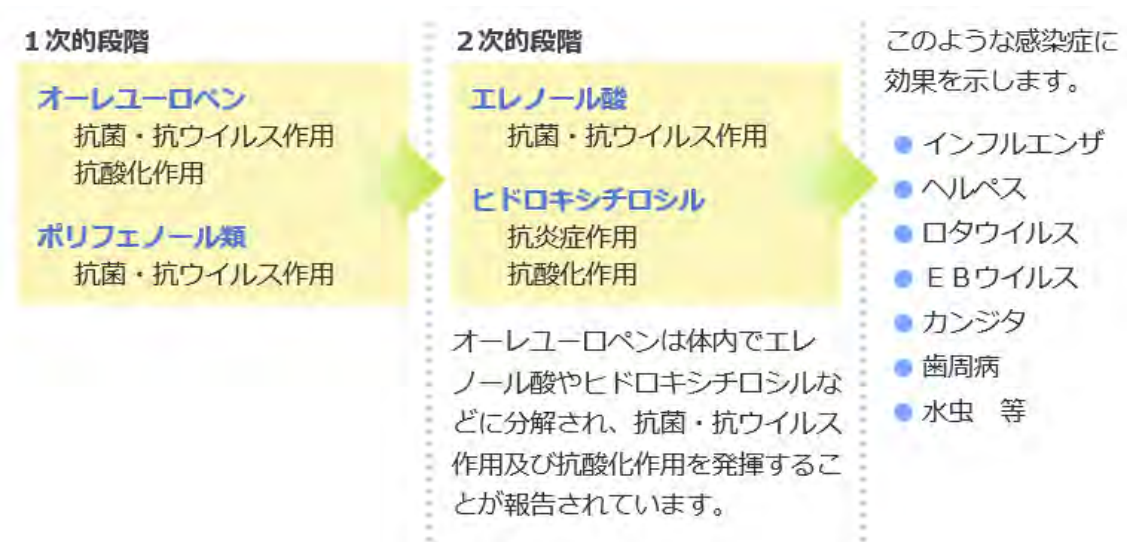 1次的段階
オーレユーロペン
抗菌・抗ウイルス作用
抗酸化作用
ポリフェノール類
抗菌・抗ウイルス作用
2次的段階
エレノール酸
抗菌・抗ウイルス作用
ヒドロキシチロシル
抗炎症作用
抗酸化作用
オーレユーロペンは体内でエレ
ノール酸やヒドロキシチロシルな
どに分解され、抗菌・抗ウイルス
作用及び抗酸化作用を発揮するこ
とが報告されています。
このような感染症に
効果を示します。
● インフルエンザ
● ヘルペス
● ロタウイルス
● ＥＢウイルス
● カンジタ
● 歯周病
● 水虫　等